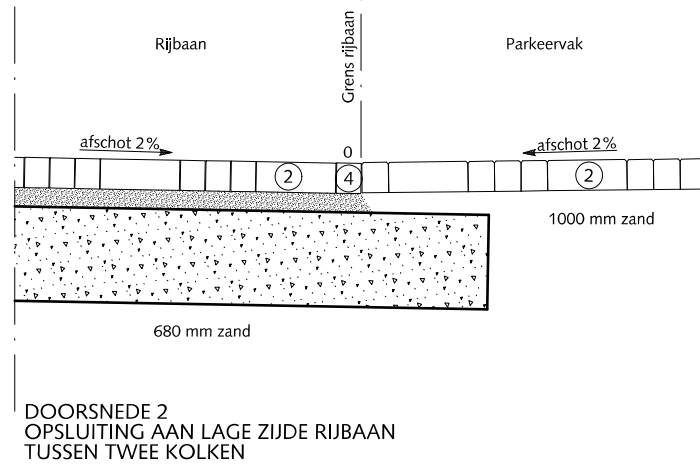 Rijbaan
Grens rijbaan
Parkeervak
afschot 2%
0
afschot 2%
2
4
2
1000 mm zand
680 mm zand
DOORSNEDE 2
OPSLUITING AAN LAGE ZIJDE RIJBAAN
TUSSEN TWEE KOLKEN